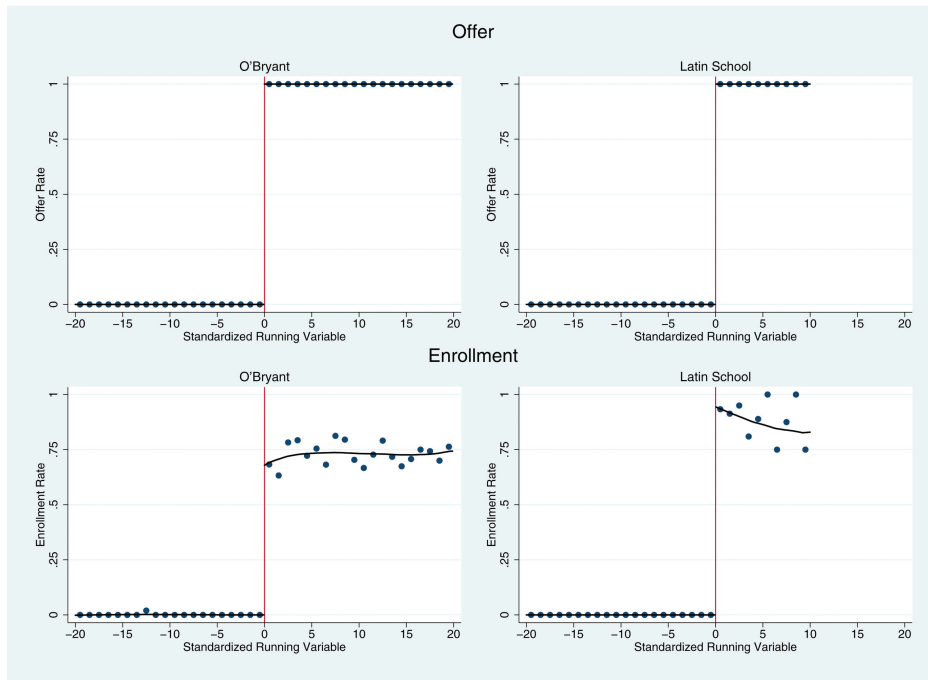 Offer
O'Bryant
Latin School
Offer Rate
0 .25 .5 .75 1
−20 −15 −10 −5 0 5 10 15 20
Standardized Running Variable
Offer Rate
0 .25 .5 .75 1
−20 −15 −10 −5 0 5 10 15 20
Standardized Running Variable
Enrollment
O'Bryant
Latin School
Enrollment Rate
0 .25 .5 .75 1
−20 −15 −10 −5 0 5 10 15 20
Standardized Running Variable
Enrollment Rate
0 .25 .5 .75 1
−20 −15 −10 −5 0 5 10 15 20
Standardized Running Variable